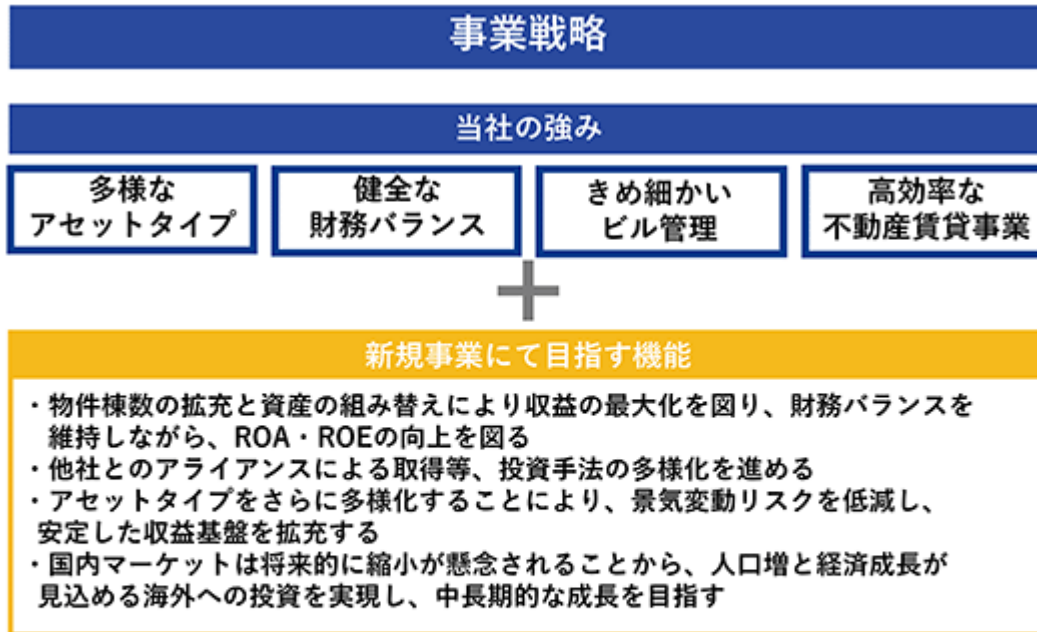 事業戦略
当社の強み
多様な
アセットタイプ
健全な
財務バランス
きめ細かい
ビル管理
高効率な
不動産賃貸事業
+
新規事業にて目指す機能
・物件棟数の拡充と資産の組み替えにより収益の最大化を図り、財務バランスを
維持しながら、ROA・ROEの向上を図る
・他社とのアライアンスによる取得等、投資手法の多様化を進める
・アセットタイプをさらに多様化することにより、景気変動リスクを低減し、
安定した収益基盤を拡充する
・国内マーケットは将来的に縮小が懸念されることから、人口増と経済成長が
見込める海外への投資を実現し、中長期的な成長を目指す